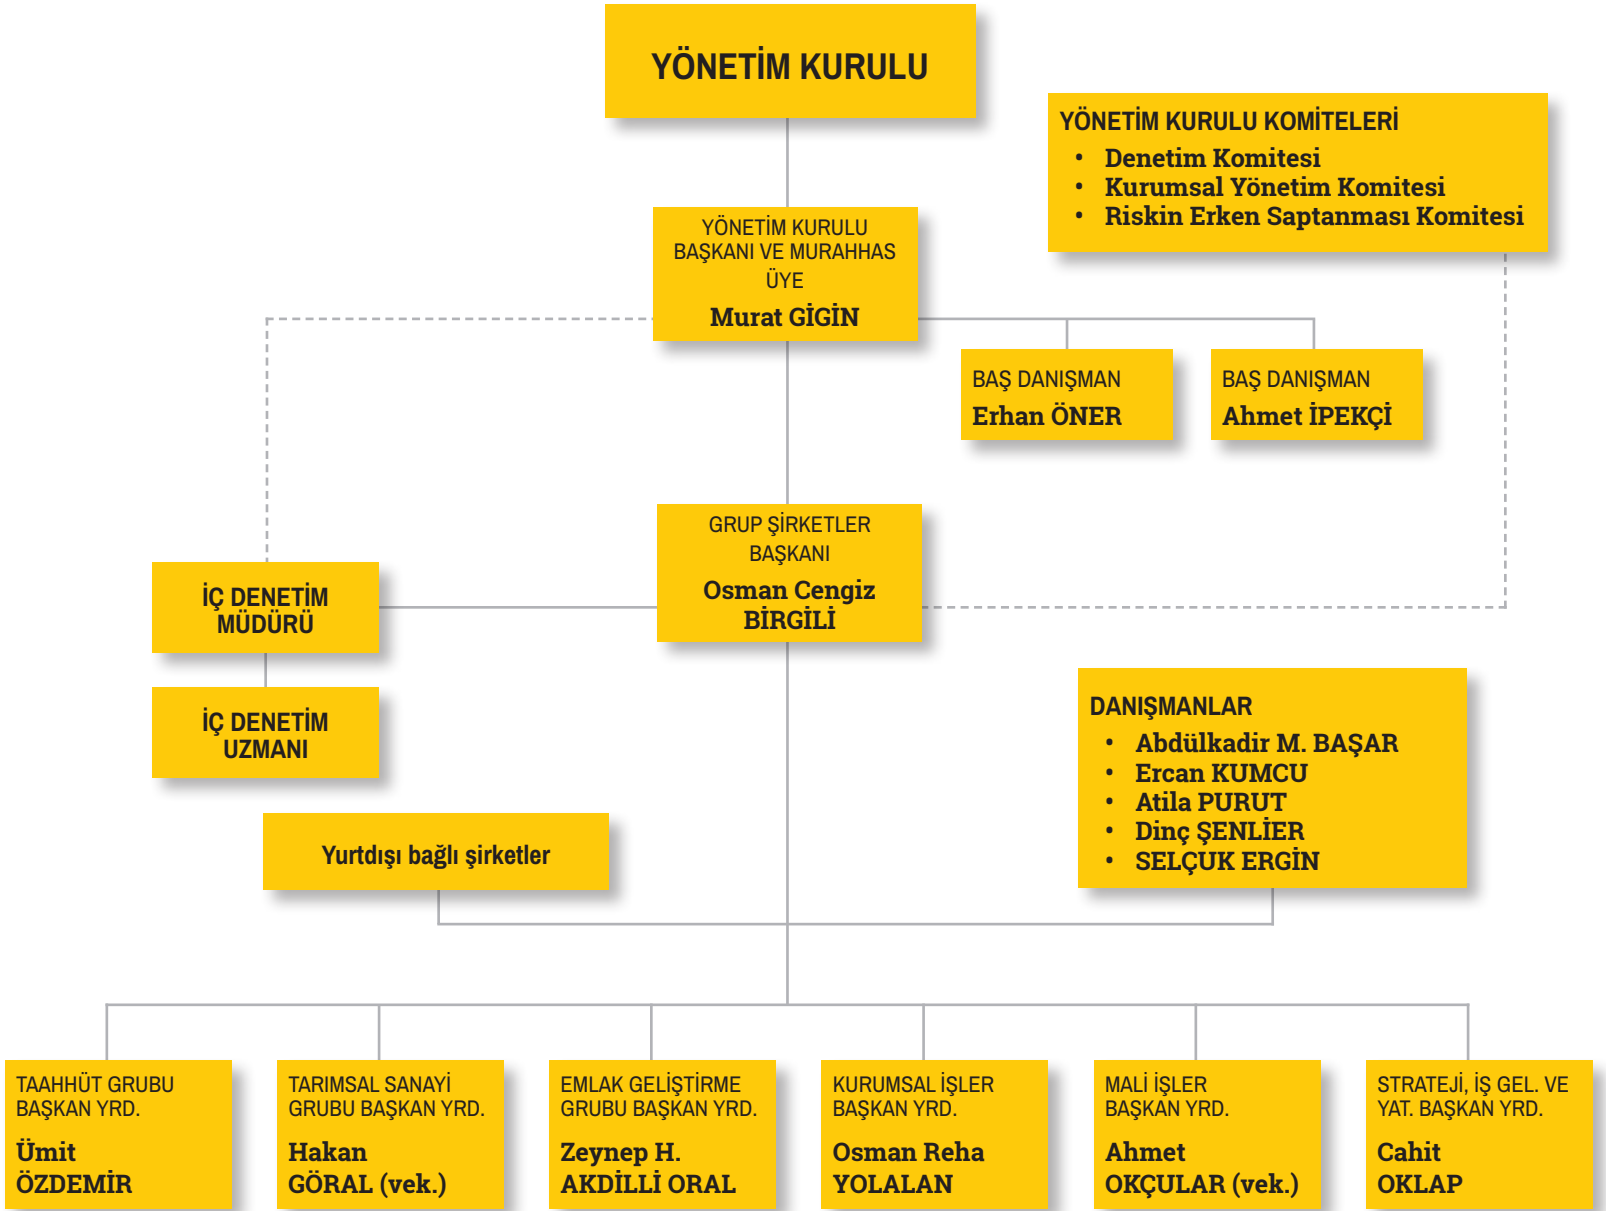 YÖNETİM KURULU
YÖNETİM KURULU KOMİTELERİ
• Denetim Komitesi
• Kurumsal Yönetim Komitesi
• Riskin Erken Saptanması Komitesi
YÖNETİM KURULU
BAŞKANI VE MURAHHAS
ÜYE
Murat GİGİN
BAŞ DANIŞMAN
Erhan ÖNER
BAŞ DANIŞMAN
Ahmet İPEKÇİ
GRUP ŞİRKETLER
BAŞKANI
Osman Cengiz
BİRGİLİ
İÇ DENETİM
MÜDÜRÜ
İÇ DENETİM
UZMANI
DANIŞMANLAR
• Abdülkadir M. BAŞAR
• Ercan KUMCU
• Atila PURUT
• Dinç ŞENLİER
• SELÇUK ERGİN
Yurtdışı bağlı şirketler
TAAHHÜT GRUBU
BAŞKAN YRD.
Ümit
ÖZDEMİR
TARIMSAL SANAYİ
GRUBU BAŞKAN YRD.
Hakan
GÖRAL (vek.)
EMLAK GELİŞTİRME
GRUBU BAŞKAN YRD.
Zeynep H.
AKDİLLİ ORAL
KURUMSAL İŞLER
BAŞKAN YRD.
Osman Reha
YOLALAN
MALİ İŞLER
BAŞKAN YRD.
Ahmet
OKÇULAR (vek.)
STRATEJİ, İŞ GEL. VE
YAT. BAŞKAN YRD.
Cahit
OKLAP